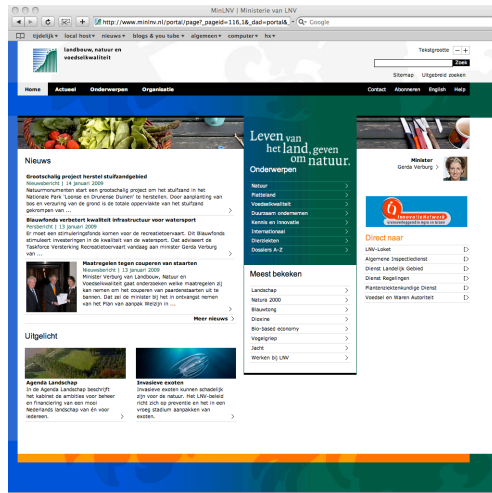 MinLNV | Ministerie van LNV
http://www.minlnv.nl/portal/page?_pageid=116,1&_dad=portal&_
Google
tijdelijk local host nieuws blogs & you tube algemeen computer hx
landbouw, natuur en
voedselkwaliteit
Tekstgrootte
Zoek
Sitemap Uitgebreid zoeken
Home Actueel Onderwerpen Organisatie Contact Abonneren English Help
Leven van
het land, geven
om natuur.
Nieuws
Grootschalig project herstel stuifzandgebied
Nieuwsbericht | 14 januari 2009
Natuurmonumenten start een grootschalig project om het stuifzand in het
Nationale Park 'Loonse en Drunense Duinen' te herstellen. Door aanplanting van
bos en verzuring van de grond is de totale oppervlakte van het stuifzand
gekrompen van ...
Blauwfonds verbetert kwaliteit infrastructuur voor watersport
Persbericht | 13 januari 2009
Er moet een stimuleringsfonds komen voor de recreatietoervaart. Dit Blauwfonds
stimuleert investeringen in de kwaliteit van de watersport. Dat adviseert de
Taskforce Versterking Recreatietoervaart vandaag aan minister Gerda Verburg
van ...
Maatregelen tegen couperen van staarten
Nieuwsbericht | 12 januari 2009
Minister Verburg van Landbouw, Natuur en
Voedselkwaliteit gaat onderzoeken welke maatregelen zij
kan nemen om het couperen van paardenstaarten uit te
bannen. Dat zei de minister bij het in ontvangst nemen
van het Plan van aanpak Welzijn in ...
Meer nieuws
Uitgelicht
Agenda Landschap
In de Agenda Landschap beschrijft
het kabinet de ambities voor beheer
en financiering van een mooi
Nederlands landschap van én voor
iedereen.
Invasieve exoten
Invasieve exoten kunnen schadelijk
zijn voor de natuur. Het LNV-beleid
richt zich op preventie en het in een
vroeg stadium aanpakken van
exoten.
Onderwerpen
Natuur
Platteland
Voedselkwaliteit
Duurzaam ondernemen
Kennis en innovatie
Internationaal
Dierziekten
Dossiers A-Z
Meest bekeken
Landschap
Natura 2000
Blauwtong
Dioxine
Bio-based economy
Vogelgriep
Jacht
Werken bij LNV
Minister
Gerda Verburg
InnovatieNetwerk
Direct naar
LNV-Loket
Algemene Inspectiedienst
Dienst Landelijk Gebied
Dienst Regelingen
Plantenziektenkundige Dienst
Voedsel en Waren Autoriteit